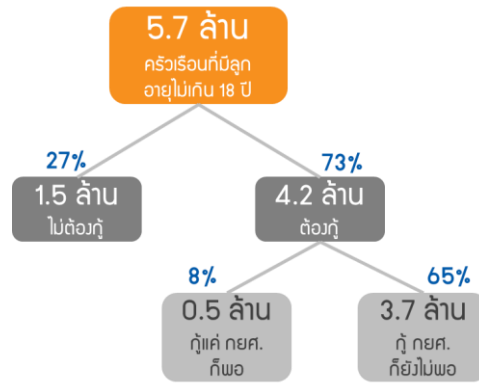 5.7 ล้าน
ครัวเรือนที่มีลูก
อายุไม่เกิน 18 ปี
27%
73%
1.5 ล้าน
ไม่ต้องกู้
4.2 ล้าน
ต้องกู้
8%
65%
0.5 ล้าน
กู้แค่ กยศ.
ก็พอ
3.7 ล้าน
กู้ กยศ.
ก็ยังไม่พอ